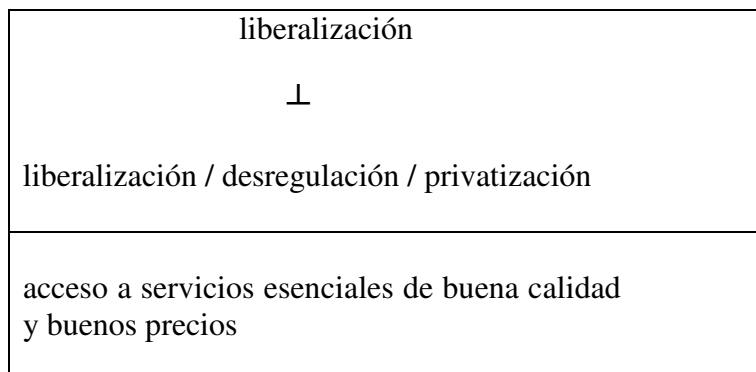 liberalización
⊥
liberalización / desregulación / privatización
acceso a servicios esenciales de buena calidad
y buenos precios